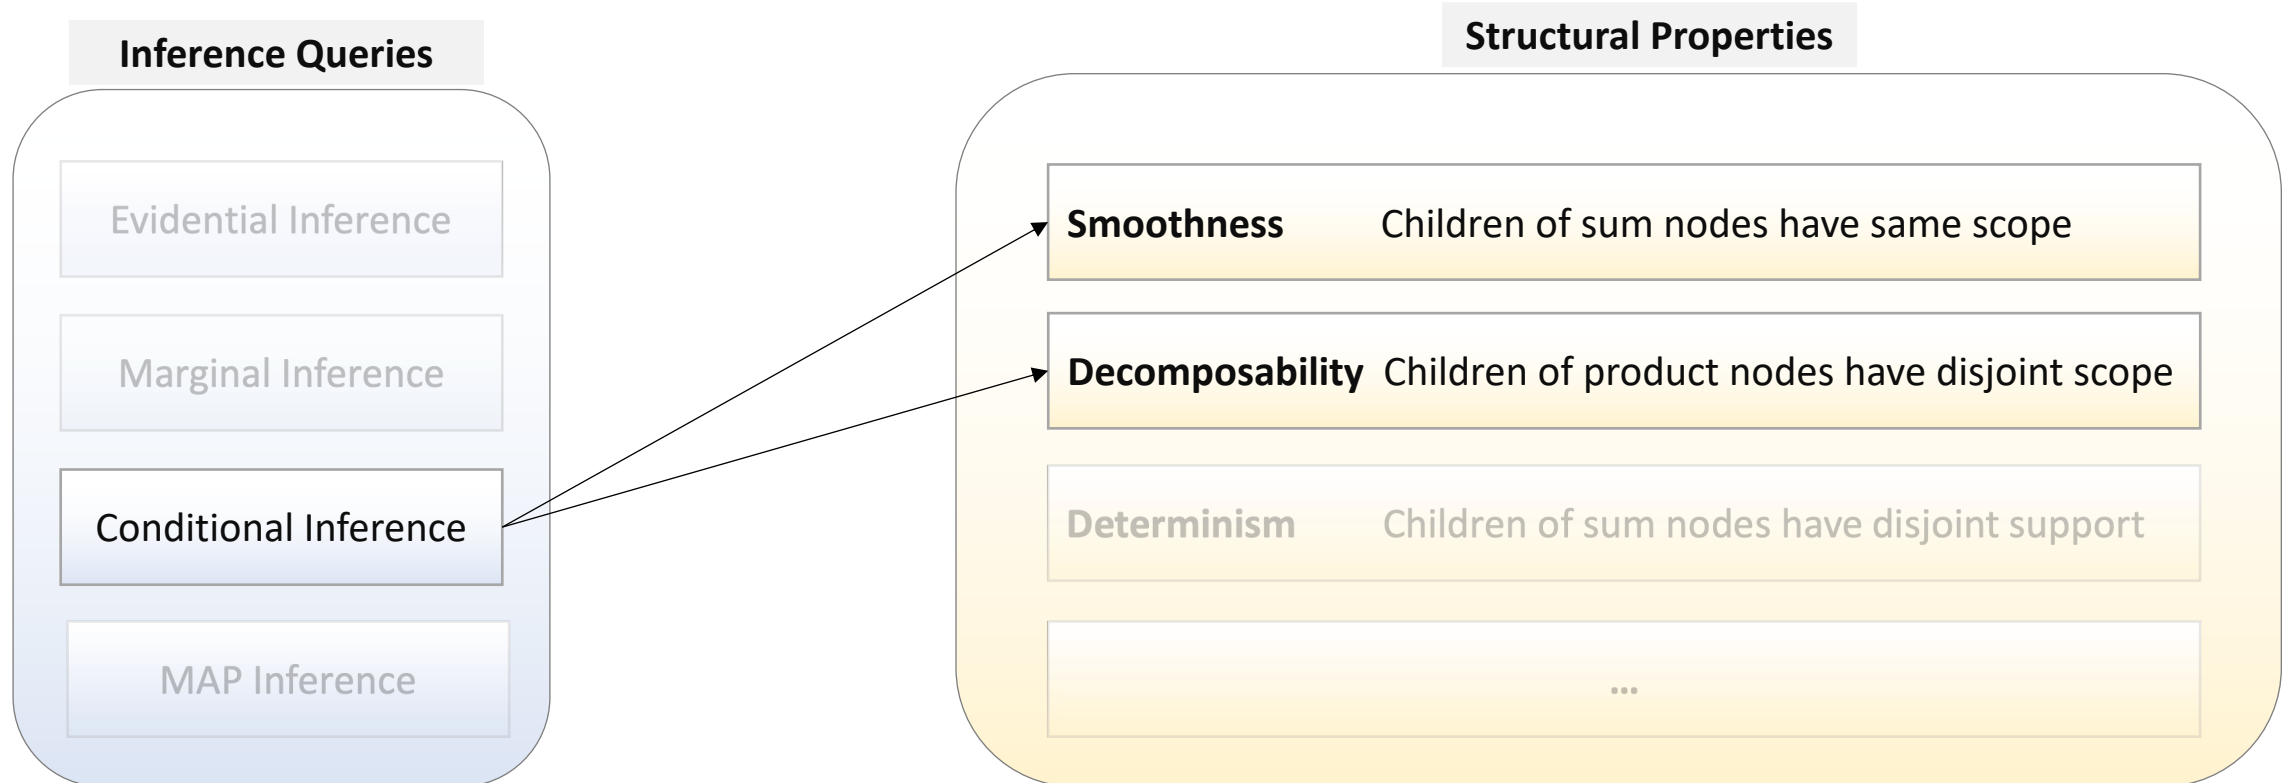 Inference Queries
Evidential Inference
Marginal Inference
Conditional Inference
MAP Inference
Structural Properties
Smoothness Children of sum nodes have same scope
Decomposability Children of product nodes have disjoint scope
Determinism Children of sum nodes have disjoint support
...